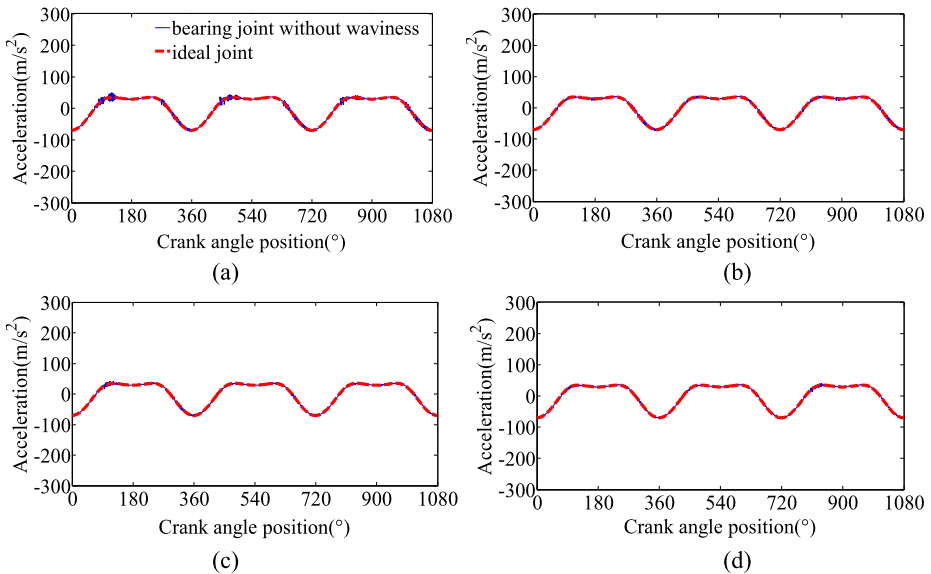 300
200
100
0
-100
-200
-300
Acceleration(m/s²)
bearing joint without waviness
ideal joint
0 180 360 540 720 900 1080
Crank angle position(°)
(a)
300
200
100
0
-100
-200
-300
Acceleration(m/s²)
0 180 360 540 720 900 1080
Crank angle position(°)
(b)
300
200
100
0
-100
-200
-300
Acceleration(m/s²)
0 180 360 540 720 900 1080
Crank angle position(°)
(c)
300
200
100
0
-100
-200
-300
Acceleration(m/s²)
0 180 360 540 720 900 1080
Crank angle position(°)
(d)